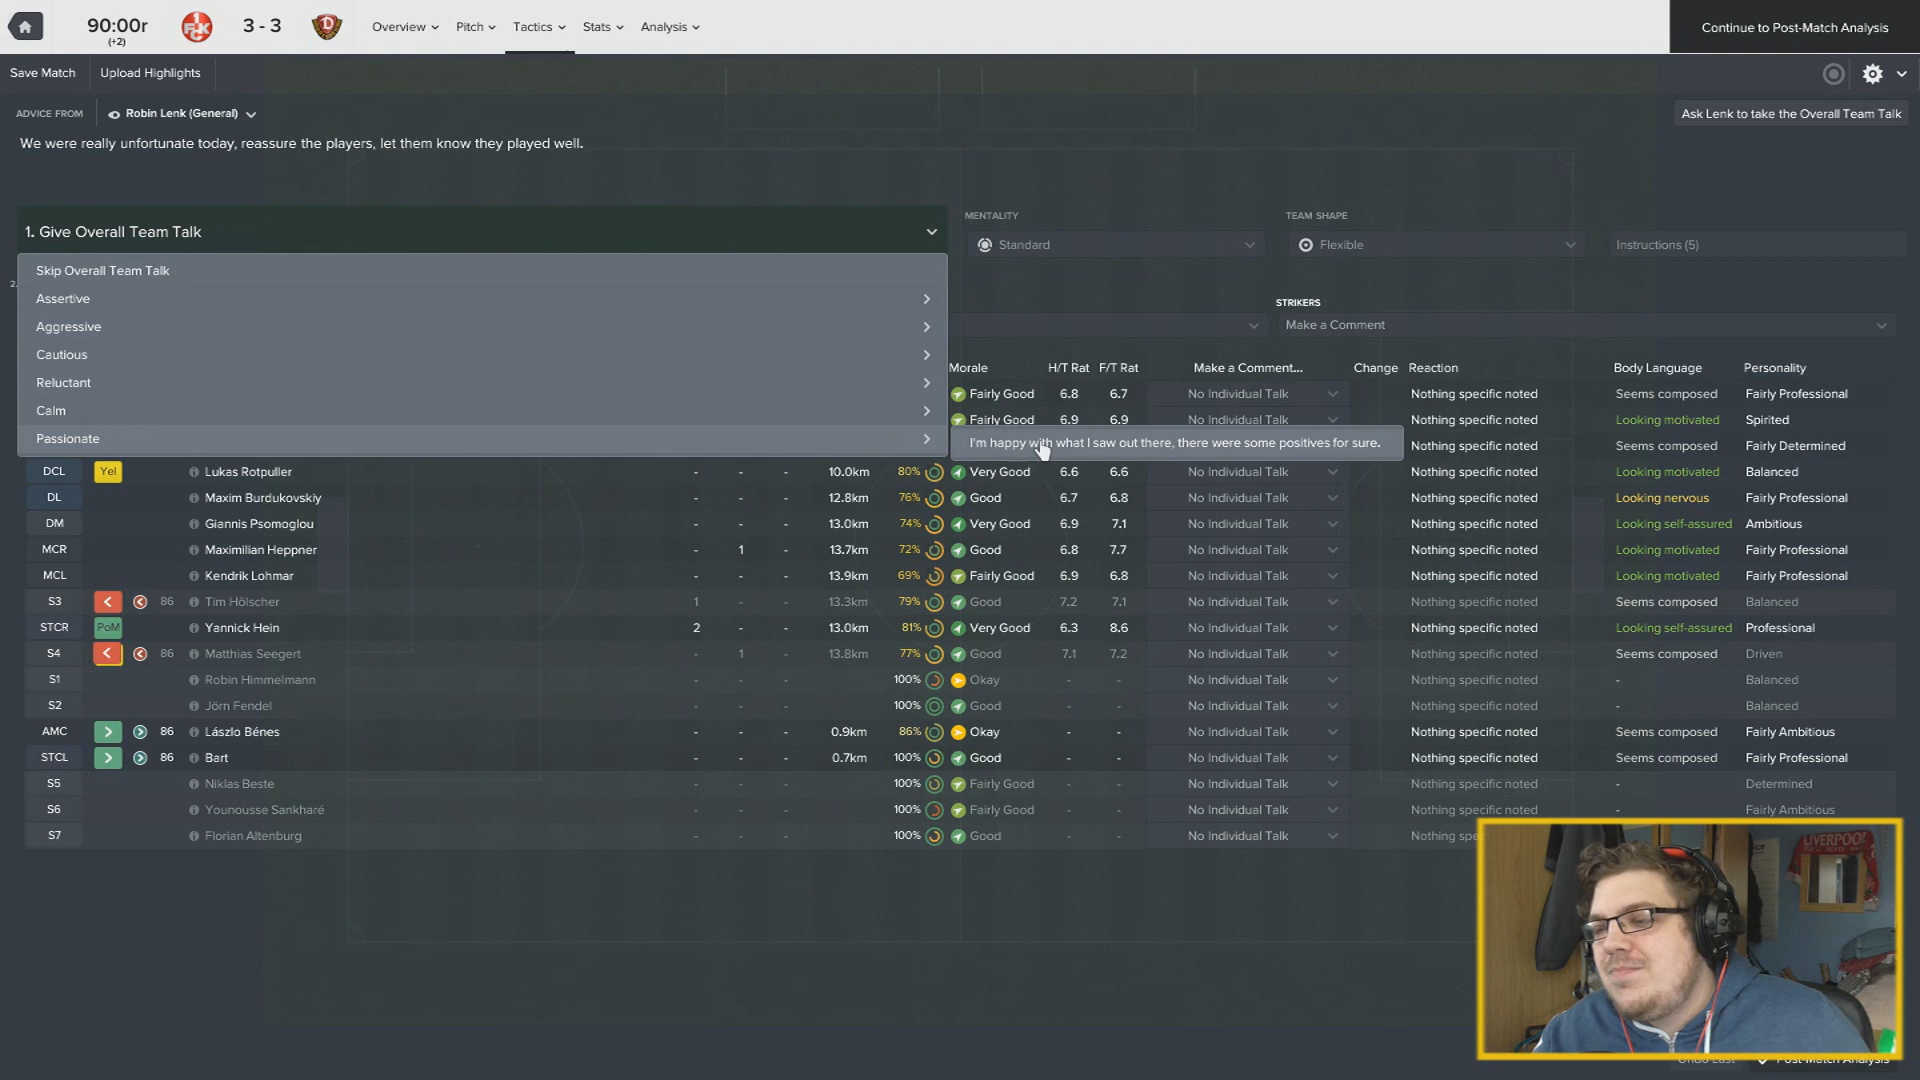 90:00r
(+2)
3 - 3
Overview
Pitch
Tactics
Stats
Analysis
Continue to Post-Match Analysis
Save Match
Upload Highlights
ADVICE FROM
Robin Lenk (General)
Ask Lenk to take the Overall Team Talk
We were really unfortunate today, reassure the players, let them know they played well.
1. Give Overall Team Talk
MENTALITY
TEAM SHAPE
Standard
Flexible
Instructions (5)
Skip Overall Team Talk
2.
Assertive
STRIKERS
Aggressive
Make a Comment
Cautious
Morale H/T Rat F/T Rat Make a Comment... Change Reaction Body Language Personality
Reluctant
Fairly Good 6.8 6.7 No Individual Talk Nothing specific noted Seems composed Fairly Professional
Calm
Fairly Good 6.9 6.9 No Individual Talk Nothing specific noted Looking motivated Spirited
Passionate
I'm happy with what I saw out there, there were some positives for sure.
Nothing specific noted Seems composed Fairly Determined
DCL Yel Lukas Rotpuller - - - 10.0km 80% Very Good 6.6 6.6 No Individual Talk Nothing specific noted Looking motivated Balanced
DL Maxim Burdukovskiy - - - 12.8km 76% Good 6.7 6.8 No Individual Talk Nothing specific noted Looking nervous Fairly Professional
DM Giannis Psomoglou - - - 13.0km 74% Very Good 6.9 7.1 No Individual Talk Nothing specific noted Looking self-assured Ambitious
MCR Maximilian Heppner - 1 - 13.7km 72% Good 6.8 7.7 No Individual Talk Nothing specific noted Looking motivated Fairly Professional
MCL Kendrik Lohmar - - - 13.9km 69% Fairly Good 6.9 6.8 No Individual Talk Nothing specific noted Looking motivated Fairly Professional
S3 86 Tim Hölscher 1 - - 13.3km 79% Good 7.2 7.1 No Individual Talk Nothing specific noted Seems composed Balanced
STCR PoM Yannick Hein 2 - - 13.0km 81% Very Good 6.3 8.6 No Individual Talk Nothing specific noted Looking self-assured Professional
S4 86 Matthias Seegert - 1 - 13.8km 77% Good 7.1 7.2 No Individual Talk Nothing specific noted Seems composed Driven
S1 Robin Himmelmann - - - 100% Okay - - No Individual Talk Nothing specific noted - Balanced
S2 Jörn Fendel - - - 100% Good - - No Individual Talk Nothing specific noted - Balanced
AMC 86 Lászlo Bénes - - - 0.9km 86% Okay - - No Individual Talk Nothing specific noted Seems composed Fairly Ambitious
STCL 86 Bart - - - 0.7km 100% Good - - No Individual Talk Nothing specific noted Seems composed Fairly Professional
S5 Niklas Beste - - - 100% Fairly Good - - No Individual Talk Nothing specific noted - Determined
S6 Younousse Sankharé - - - 100% Fairly Good - - No Individual Talk Nothing specific noted - Fairly Ambitious
S7 Florian Altenburg - - - 100% Good - - No Individual Talk Nothing spe
LIVERPOOL
Post-Match Analysis